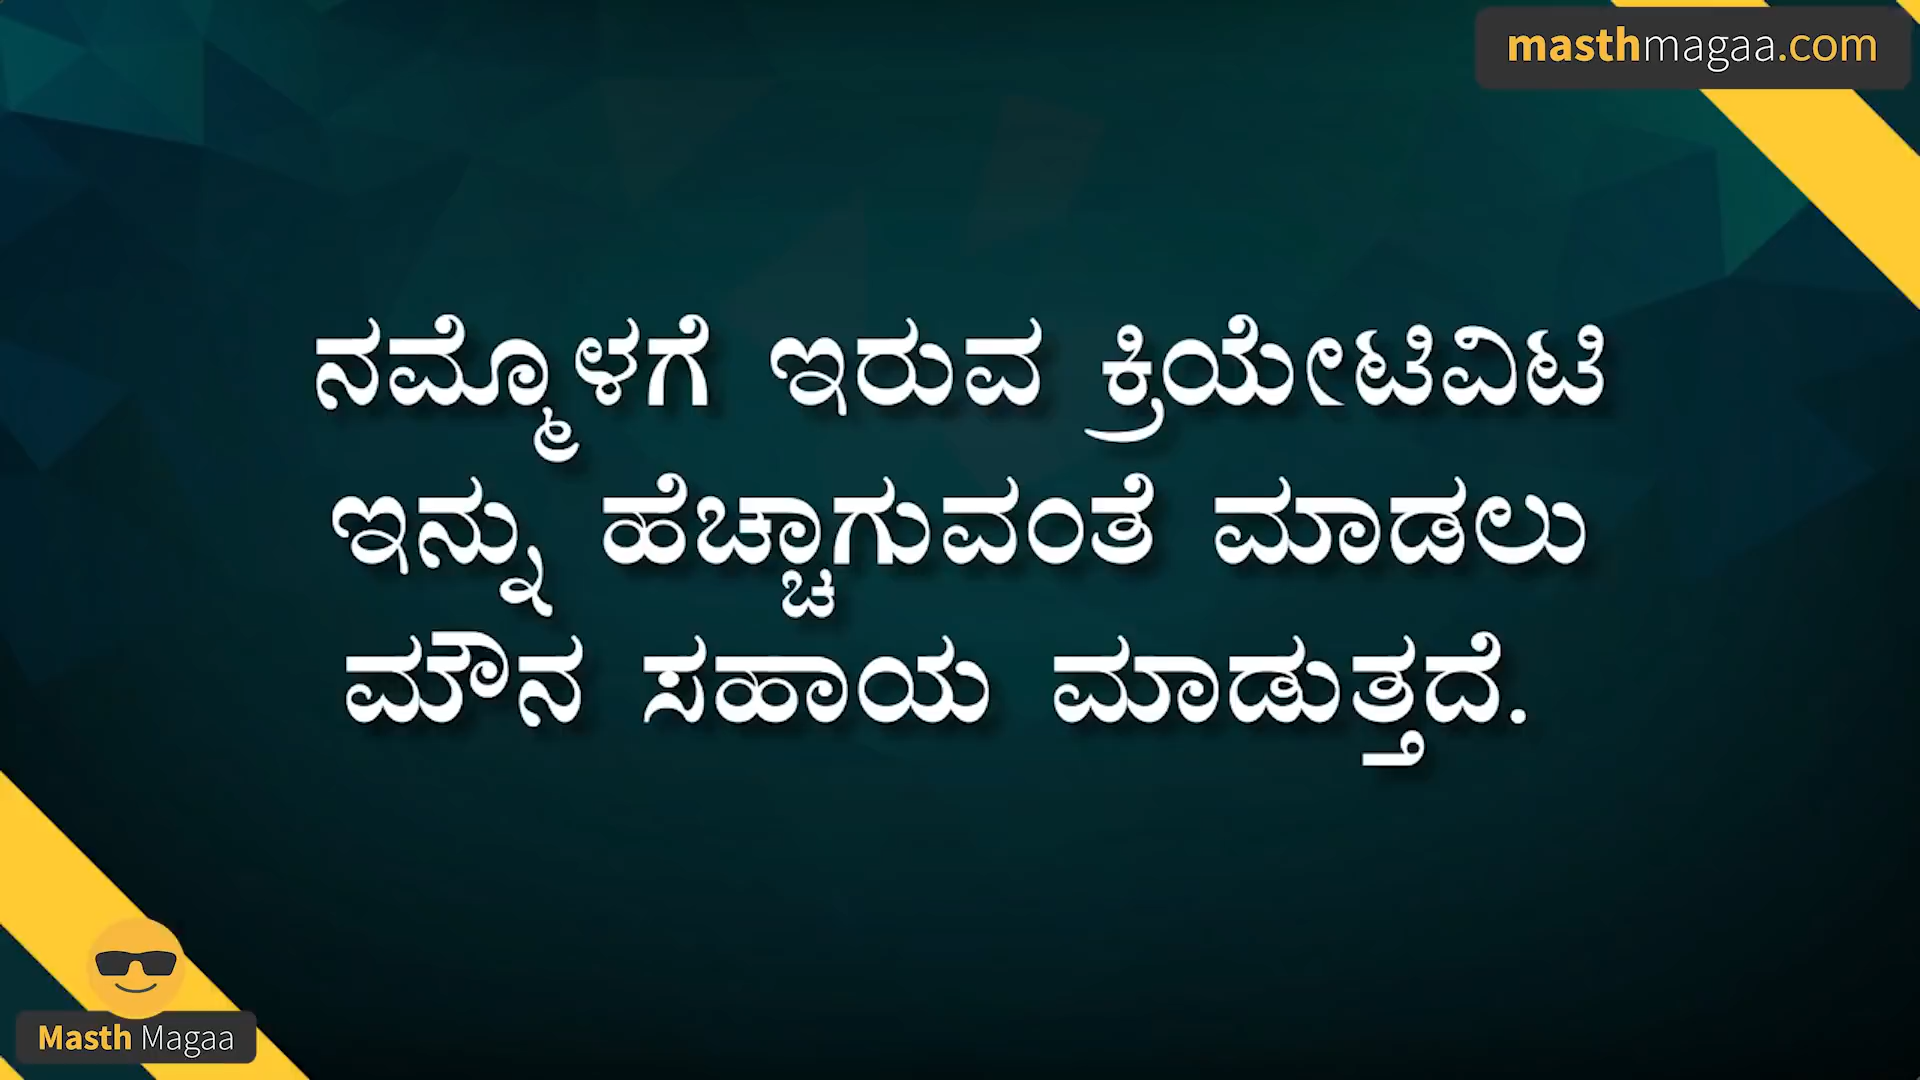 masthmagaa.com
ನಮ್ಮೊಳಗೆ ಇರುವ ಕ್ರಿಯೇಟಿವಿಟಿ
ಇನ್ನು ಹೆಚ್ಚಾಗುವಂತೆ ಮಾಡಲು
ಮೌನ ಸಹಾಯ ಮಾಡುತ್ತದೆ.
Masth Magaa